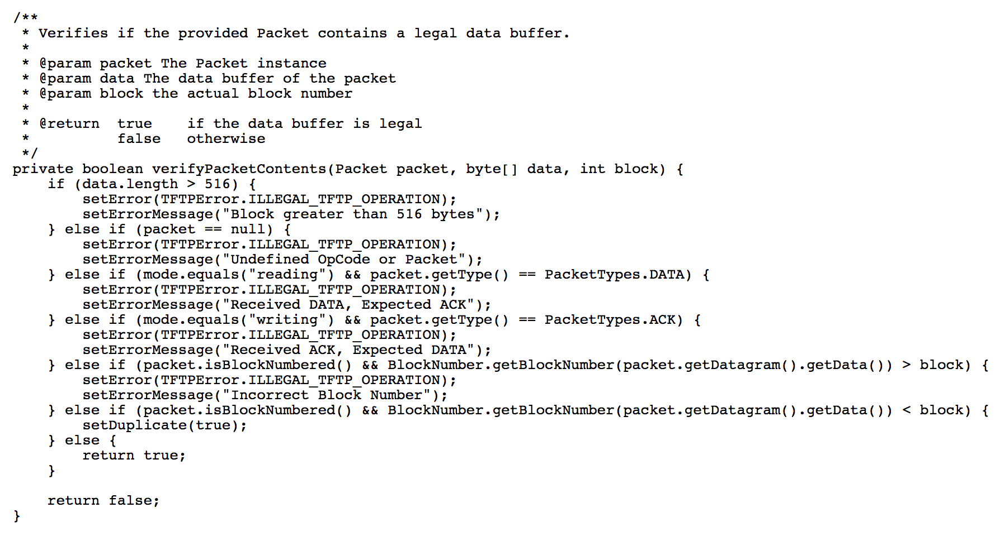 /**
 * Verifies if the provided Packet contains a legal data buffer.
 *
 * @param packet The Packet instance
 * @param data The data buffer of the packet
 * @param block the actual block number
 *
 * @return  true    if the data buffer is legal
 *          false   otherwise
 */
private boolean verifyPacketContents(Packet packet, byte[] data, int block) {
    if (data.length > 516) {
        setError(TFTPError.ILLEGAL_TFTP_OPERATION);
        setErrorMessage("Block greater than 516 bytes");
    } else if (packet == null) {
        setError(TFTPError.ILLEGAL_TFTP_OPERATION);
        setErrorMessage("Undefined OpCode or Packet");
    } else if (mode.equals("reading") && packet.getType() == PacketTypes.DATA) {
        setError(TFTPError.ILLEGAL_TFTP_OPERATION);
        setErrorMessage("Received DATA, Expected ACK");
    } else if (mode.equals("writing") && packet.getType() == PacketTypes.ACK) {
        setError(TFTPError.ILLEGAL_TFTP_OPERATION);
        setErrorMessage("Received ACK, Expected DATA");
    } else if (packet.isBlockNumbered() && BlockNumber.getBlockNumber(packet.getDatagram().getData()) > block) {
        setError(TFTPError.ILLEGAL_TFTP_OPERATION);
        setErrorMessage("Incorrect Block Number");
    } else if (packet.isBlockNumbered() && BlockNumber.getBlockNumber(packet.getDatagram().getData()) < block) {
        setDuplicate(true);
    } else {
        return true;
    }

    return false;
}